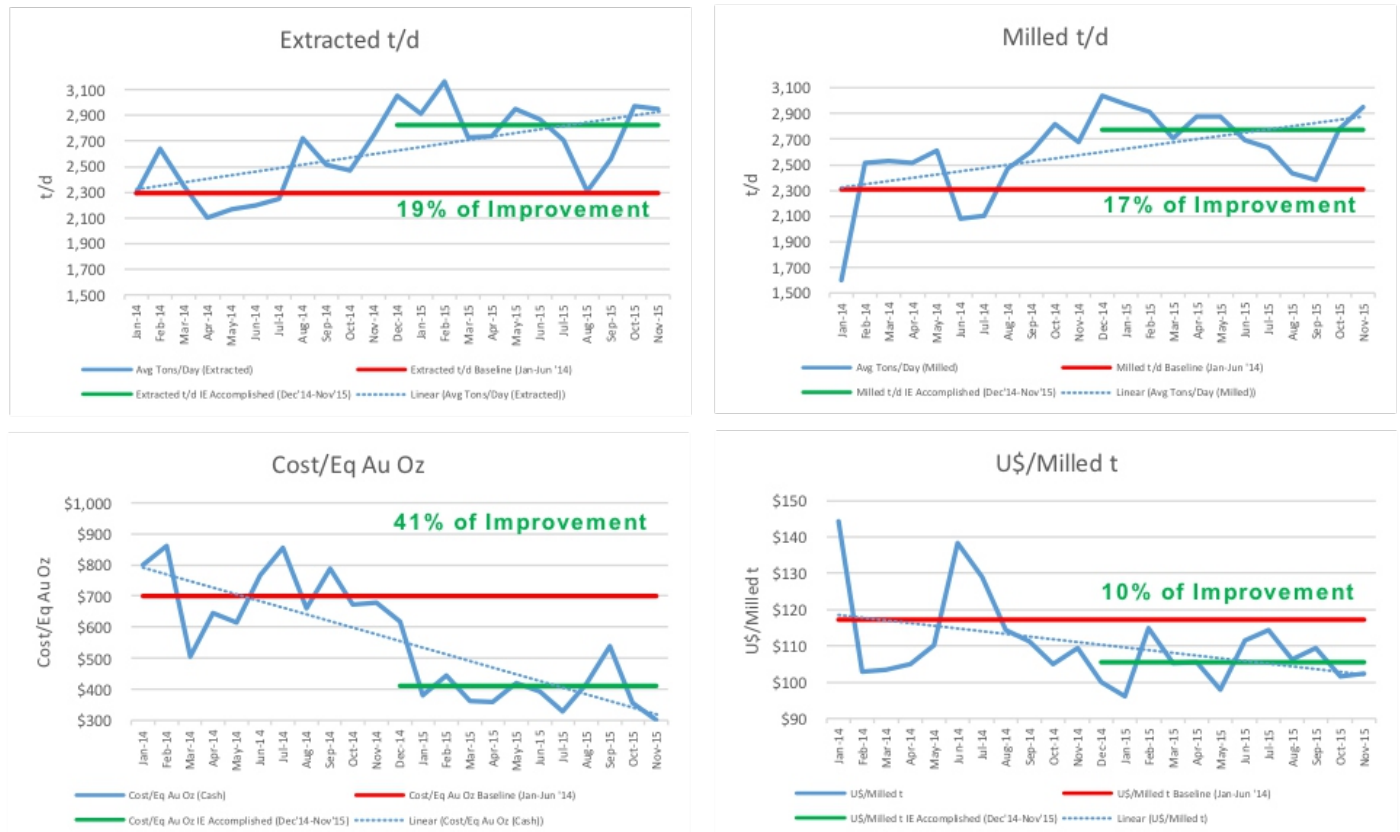 Extracted t/d
3,100
2,900
2,700
2,500
2,300
2,100
1,900
1,700
1,500
t/d
19% of Improvement
Jan-14 Feb-14 Mar-14 Apr-14 May-14 Jun-14 Jul-14 Aug-14 Sep-14 Oct-14 Nov-14 Dec-14 Jan-15 Feb-15 Mar-15 Apr-15 May-15 Jun-15 Jul-15 Aug-15 Sep-15 Oct-15 Nov-15
Avg Tons/Day (Extracted) Extracted t/d Baseline (Jan-Jun '14)
Extracted t/d IE Accomplished (Dec'14-Nov'15) Linear (Avg Tons/Day (Extracted))
Milled t/d
3,100
2,900
2,700
2,500
2,300
2,100
1,900
1,700
1,500
t/d
17% of Improvement
Jan-14 Feb-14 Mar-14 Apr-14 May-14 Jun-14 Jul-14 Aug-14 Sep-14 Oct-14 Nov-14 Dec-14 Jan-15 Feb-15 Mar-15 Apr-15 May-15 Jun-15 Jul-15 Aug-15 Sep-15 Oct-15 Nov-15
Avg Tons/Day (Milled) Milled t/d Baseline (Jan-Jun '14)
Milled t/d IE Accomplished (Dec'14-Nov'15) Linear (Avg Tons/Day (Milled))
Cost/Eq Au Oz
$1,000
$900
$800
$700
$600
$500
$400
$300
Cost/Eq Au Oz
41% of Improvement
Jan-14 Feb-14 Mar-14 Apr-14 May-14 Jun-14 Jul-14 Aug-14 Sep-14 Oct-14 Nov-14 Dec-14 Jan-15 Feb-15 Mar-15 Apr-15 May-15 Jun-15 Jul-15 Aug-15 Sep-15 Oct-15 Nov-15
Cost/Eq Au Oz (Cash) Cost/Eq Au Oz Baseline (Jan-Jun '14)
Cost/Eq Au Oz IE Accomplished (Dec'14-Nov'15) Linear (Cost/Eq Au Oz (Cash))
U$/Milled t
$150
$140
$130
$120
$110
$100
$90
U$/Milled t
10% of Improvement
Jan-14 Feb-14 Mar-14 Apr-14 May-14 Jun-14 Jul-14 Aug-14 Sep-14 Oct-14 Nov-14 Dec-14 Jan-15 Feb-15 Mar-15 Apr-15 May-15 Jun-15 Jul-15 Aug-15 Sep-15 Oct-15 Nov-15
U$/Milled t U$/Milled t Baseline (Jan-Jun '14)
U$/Milled t IE Accomplished (Dec'14-Nov'15) Linear (U$/Milled t)